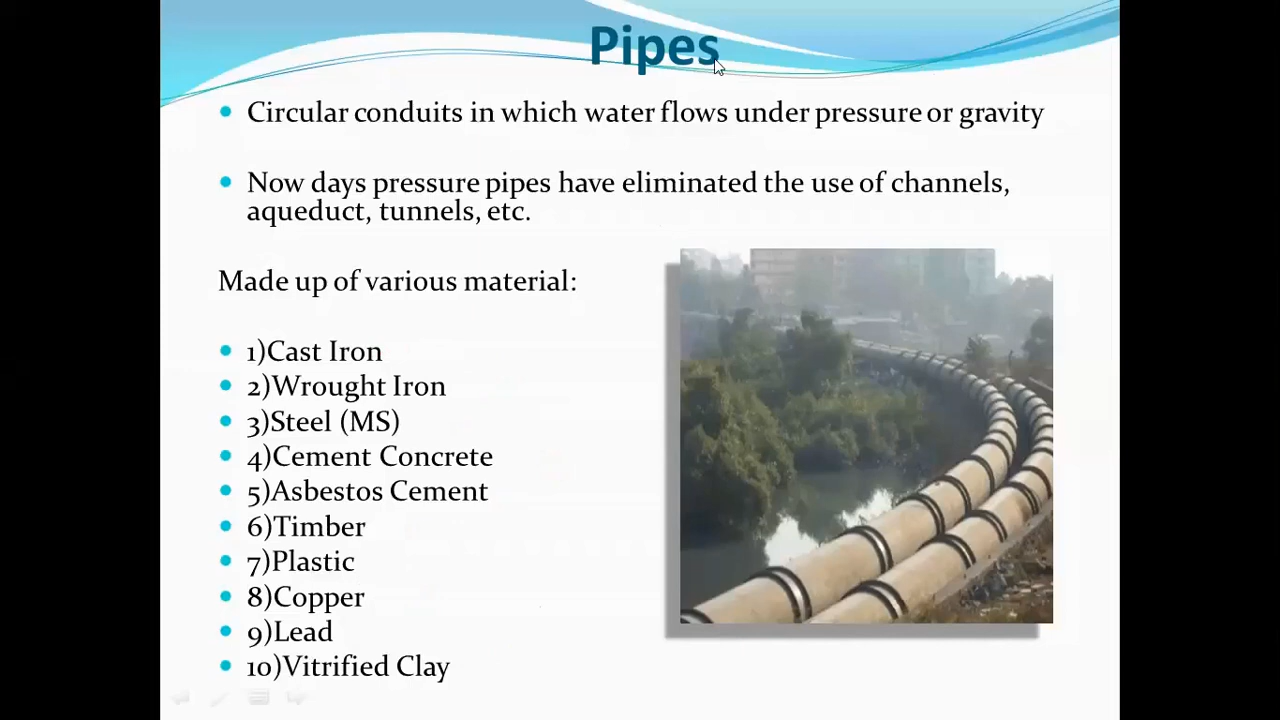 Pipes
Circular conduits in which water flows under pressure or gravity
Now days pressure pipes have eliminated the use of channels,
aqueduct, tunnels, etc.
Made up of various material:
1)Cast Iron
2)Wrought Iron
3)Steel (MS)
4)Cement Concrete
5)Asbestos Cement
6)Timber
7)Plastic
8)Copper
9)Lead
10)Vitrified Clay